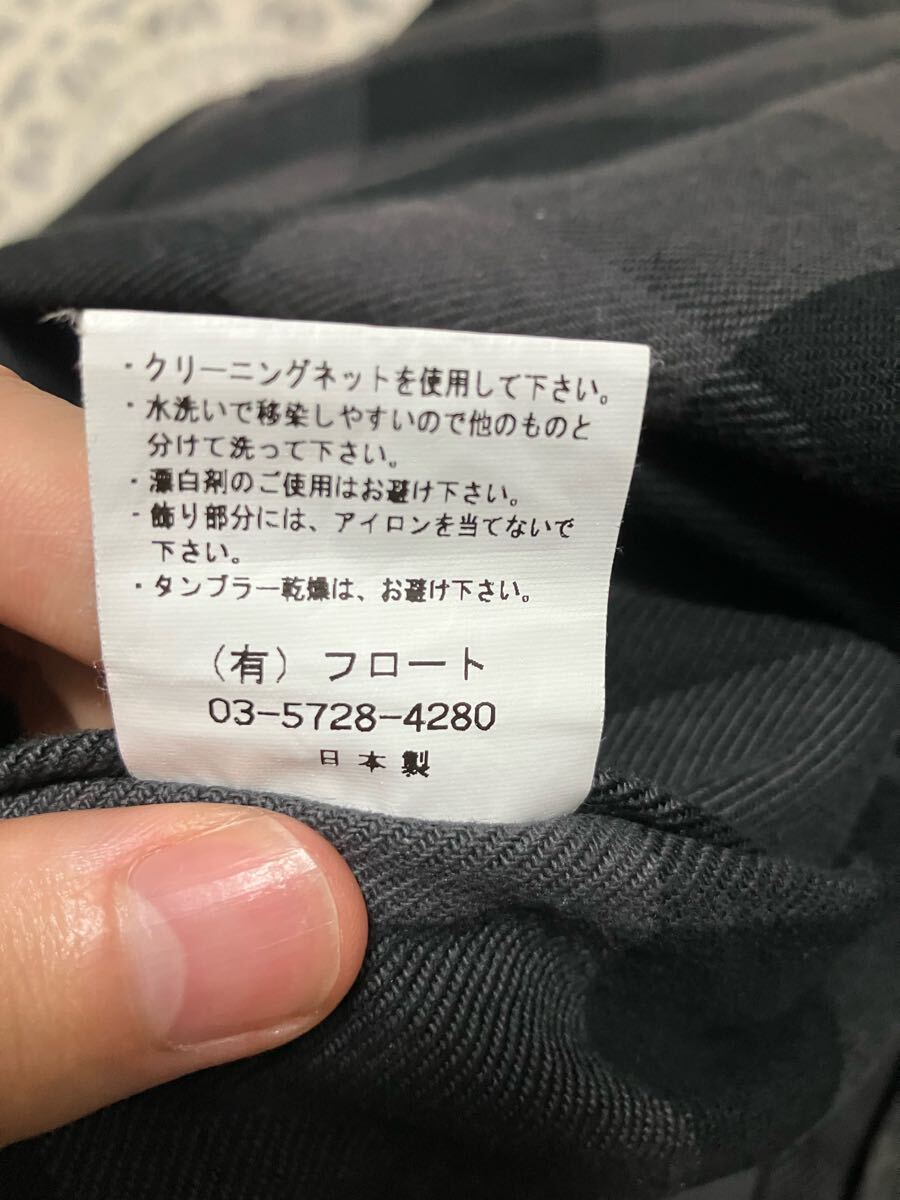 ・クリーニングネットを使用して下さい。
・水洗いで移染しやすいので他のものと
分けて洗って下さい。
・漂白剤のご使用はお避け下さい。
・飾り部分には、アイロンを当てないで
下さい。
・タンブラー乾燥は、お避け下さい。
（有）フロート
03-5728-4280
日本製